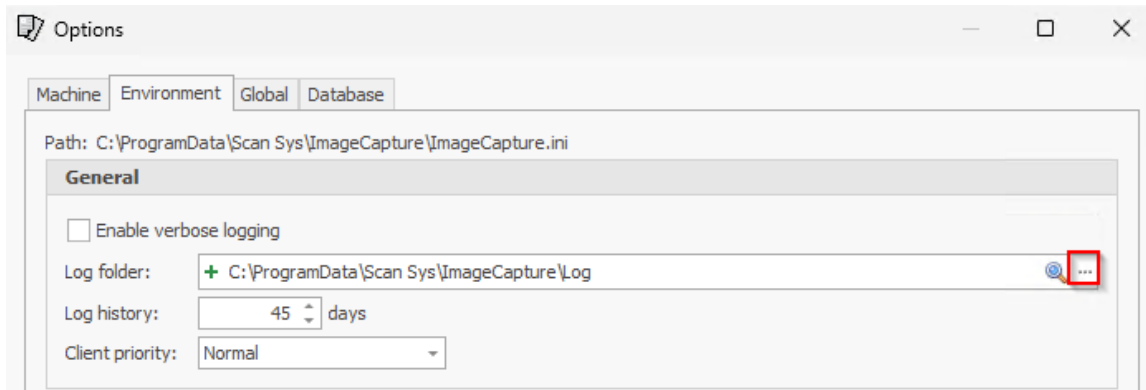 Options
Machine Environment Global Database
Path: C:\ProgramData\Scan Sys\ImageCapture\ImageCapture.ini
General
Enable verbose logging
Log folder: + C:\ProgramData\Scan Sys\ImageCapture\Log ...
Log history: 45 days
Client priority: Normal